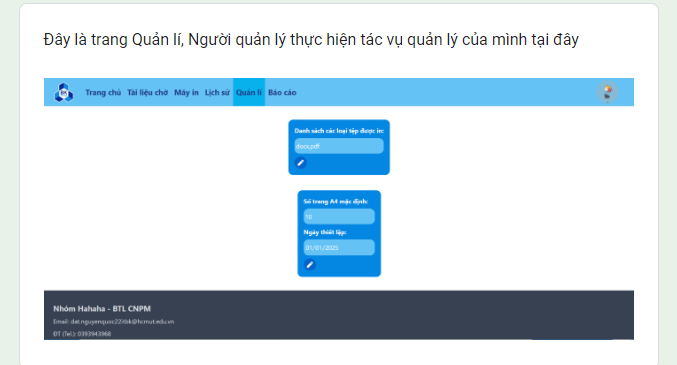 Đây là trang Quản lí, Người quản lý thực hiện tác vụ quản lý của mình tại đây
BK
Trang chủ Tài liệu chờ Máy in Lịch sử Quản lí Báo cáo
Danh sách các loại tệp được in:
docx,pdf
Số trang A4 mặc định:
10
Ngày thiết lập:
01/01/2025
Nhóm Hahaha - BTL CNPM
Email: dat.nguyenquoc22itbk@hcmut.edu.vn
ĐT (Tel.): 0393943968